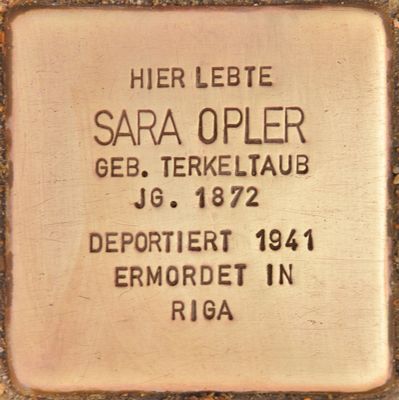 HIER LEBTE
SARA OPLER
GEB. TERKELTAUB
JG. 1872
DEPORTIERT 1941
ERMORDET IN
RIGA